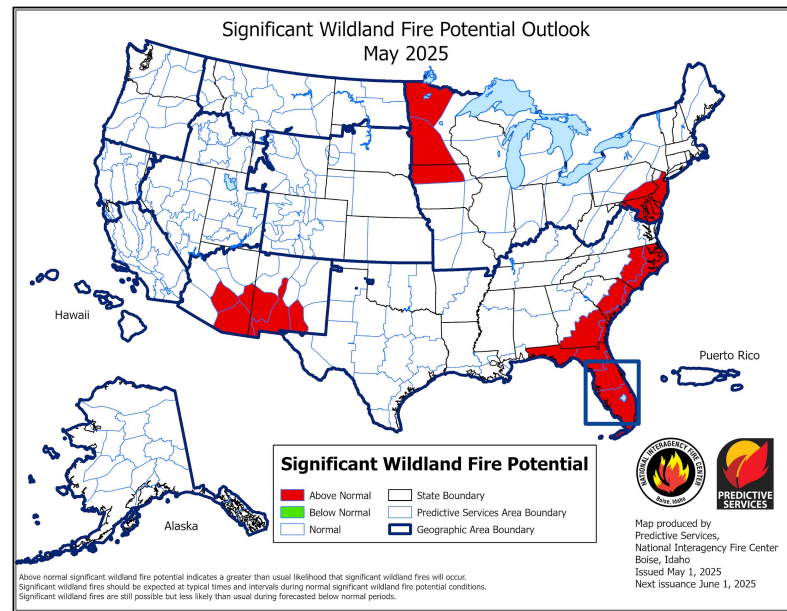 Significant Wildland Fire Potential Outlook
May 2025
Hawaii
Puerto Rico
Alaska
Significant Wildland Fire Potential
Above Normal
Below Normal
Normal
State Boundary
Predictive Services Area Boundary
Geographic Area Boundary
NATIONAL INTERAGENCY FIRE CENTER
Boise, Idaho
PREDICTIVE
SERVICES
Map produced by
Predictive Services,
National Interagency Fire Center
Boise, Idaho
Issued May 1, 2025
Next issuance June 1, 2025
Above normal significant wildland fire potential indicates a greater than usual likelihood that significant wildland fires will occur.
Significant wildland fires should be expected at typical times and intervals during normal significant wildland fire potential conditions.
Significant wildland fires are still possible but less likely than usual during forecasted below normal periods.